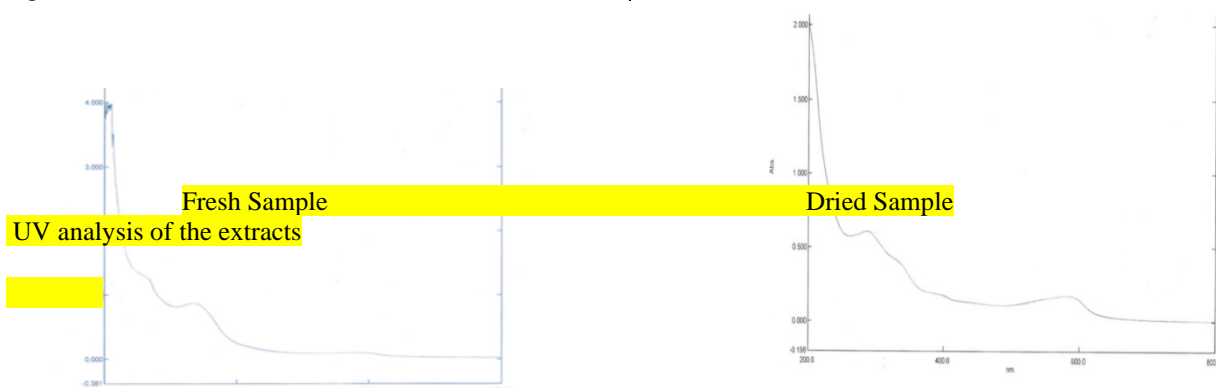 2.000
1.500
1.000
0.500
0.000
-0.198
Abs.
200.0 400.0 600.0 800
nm.
4.000
3.000
0.000
-0.381
Fresh Sample Dried Sample
UV analysis of the extracts